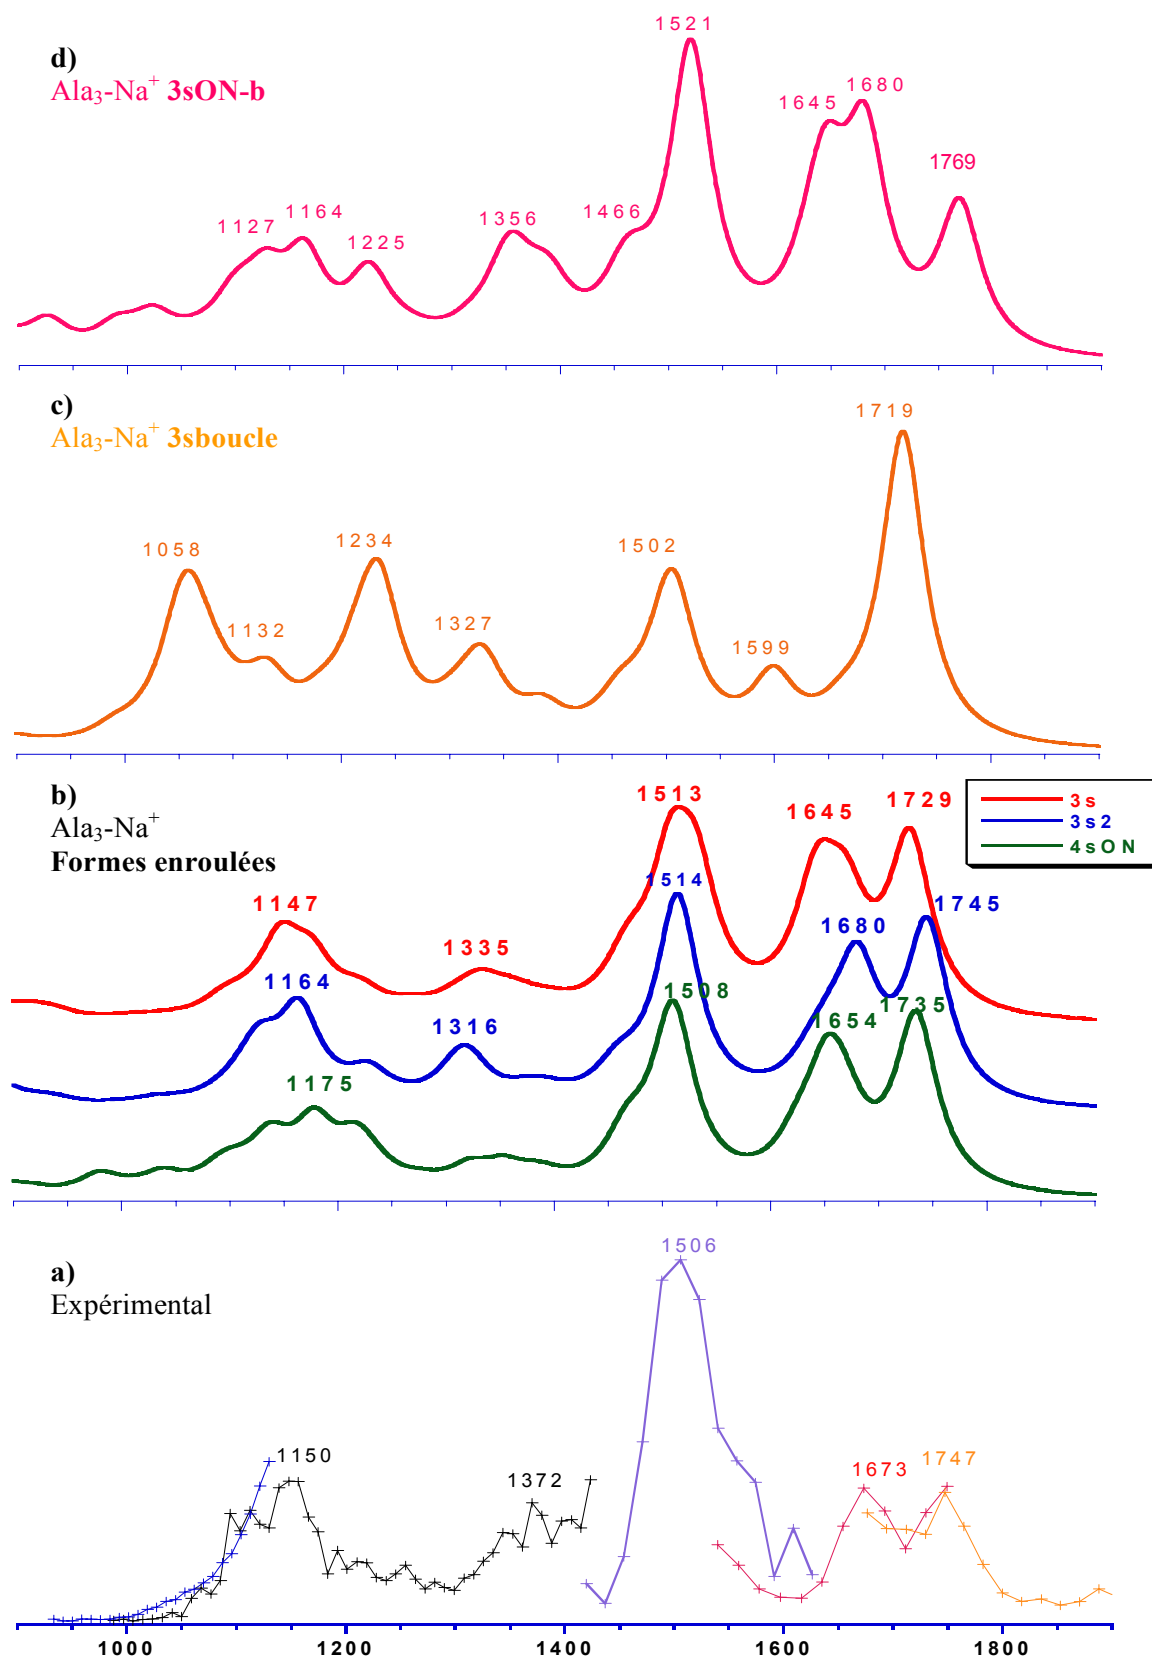 d)
Ala₃-Na⁺ 3sON-b
1521
1645
1680
1769
1127
1164
1225
1356
1466
c)
Ala₃-Na⁺ 3sboucle
1719
1058
1132
1234
1327
1502
1599
b)
Ala₃-Na⁺
Formes enroulées
3s
3s2
4sON
1513
1645
1729
1147
1335
1514
1680
1745
1164
1316
1508
1654
1735
1175
a)
Expérimental
1506
1150
1372
1673
1747
1000 1200 1400 1600 1800